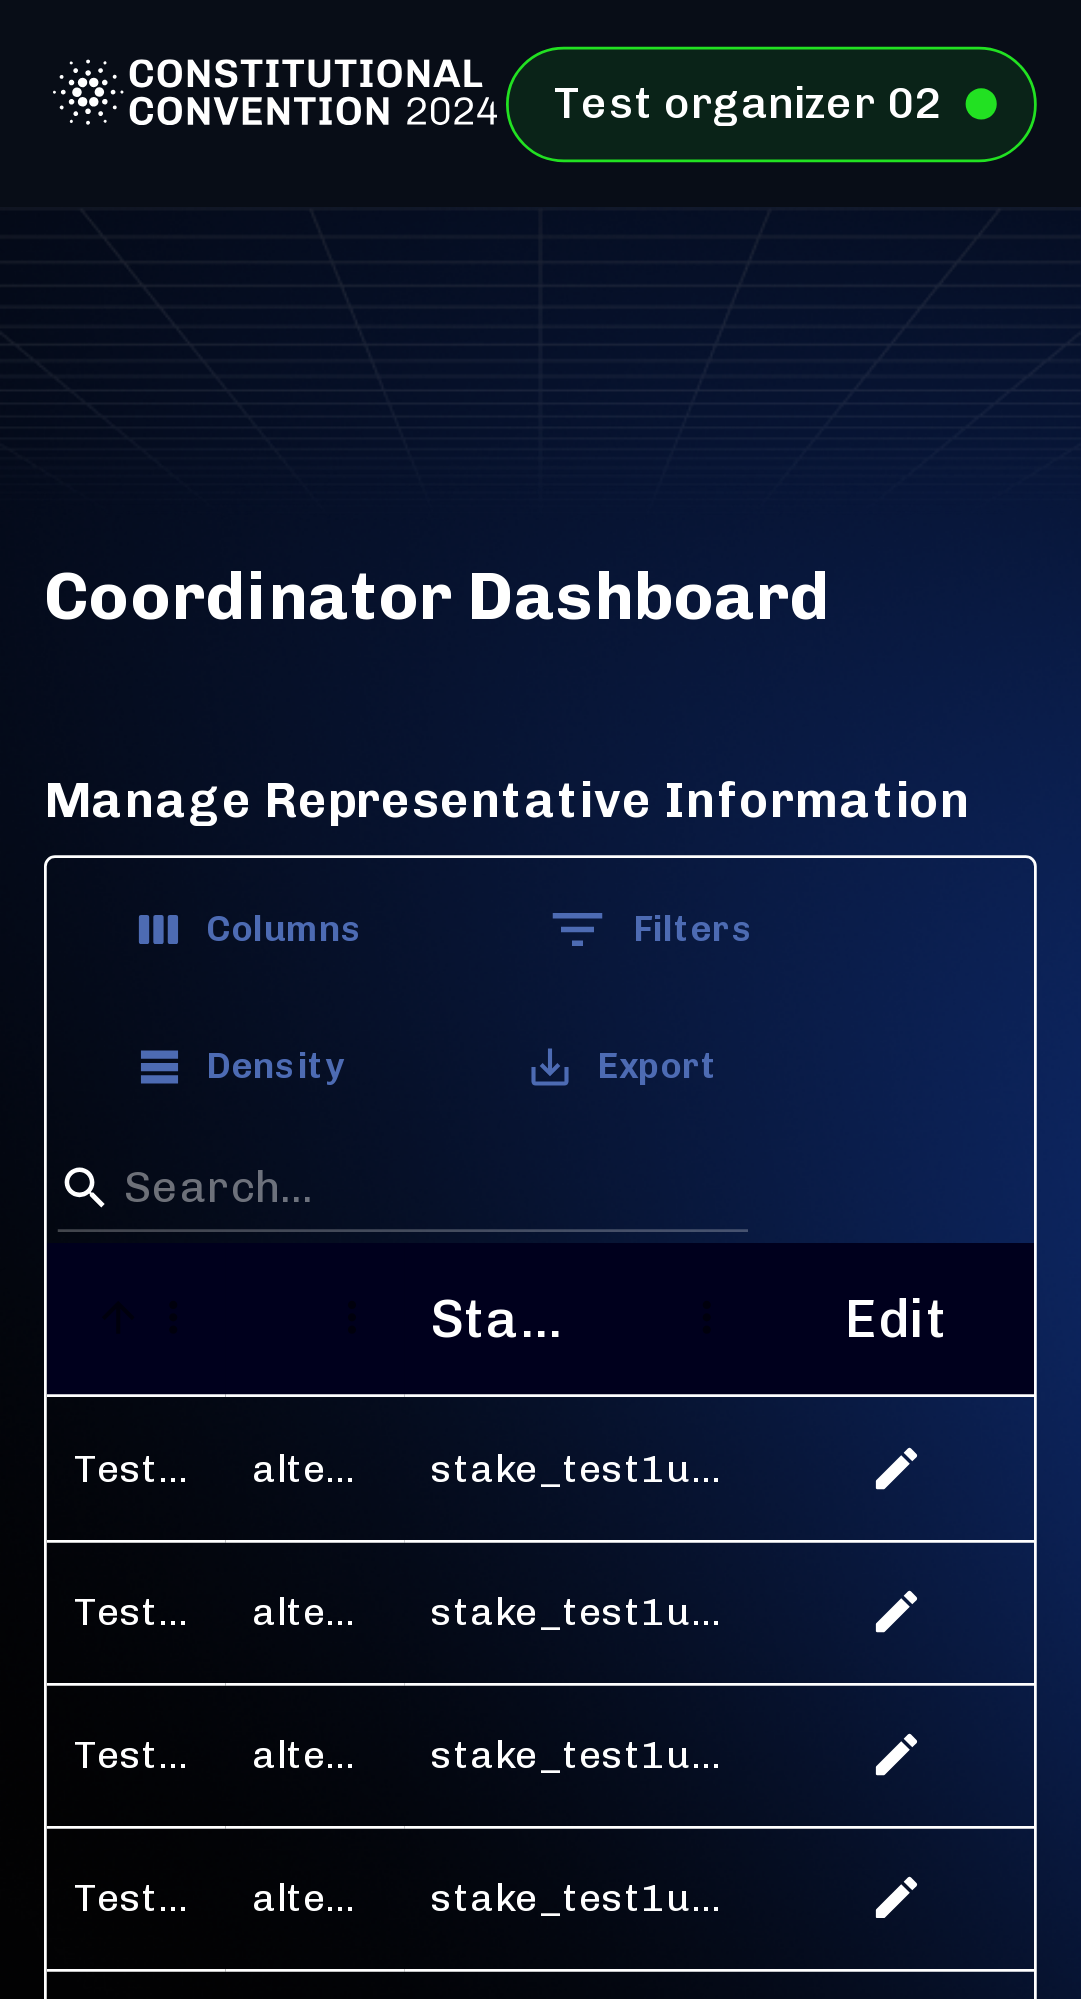 CONSTITUTIONAL
CONVENTION 2024
Test organizer 02
Coordinator Dashboard
Manage Representative Information
Columns
Filters
Density
Export
Search...
Sta... Edit
Test... alte... stake_test1u...
Test... alte... stake_test1u...
Test... alte... stake_test1u...
Test... alte... stake_test1u...